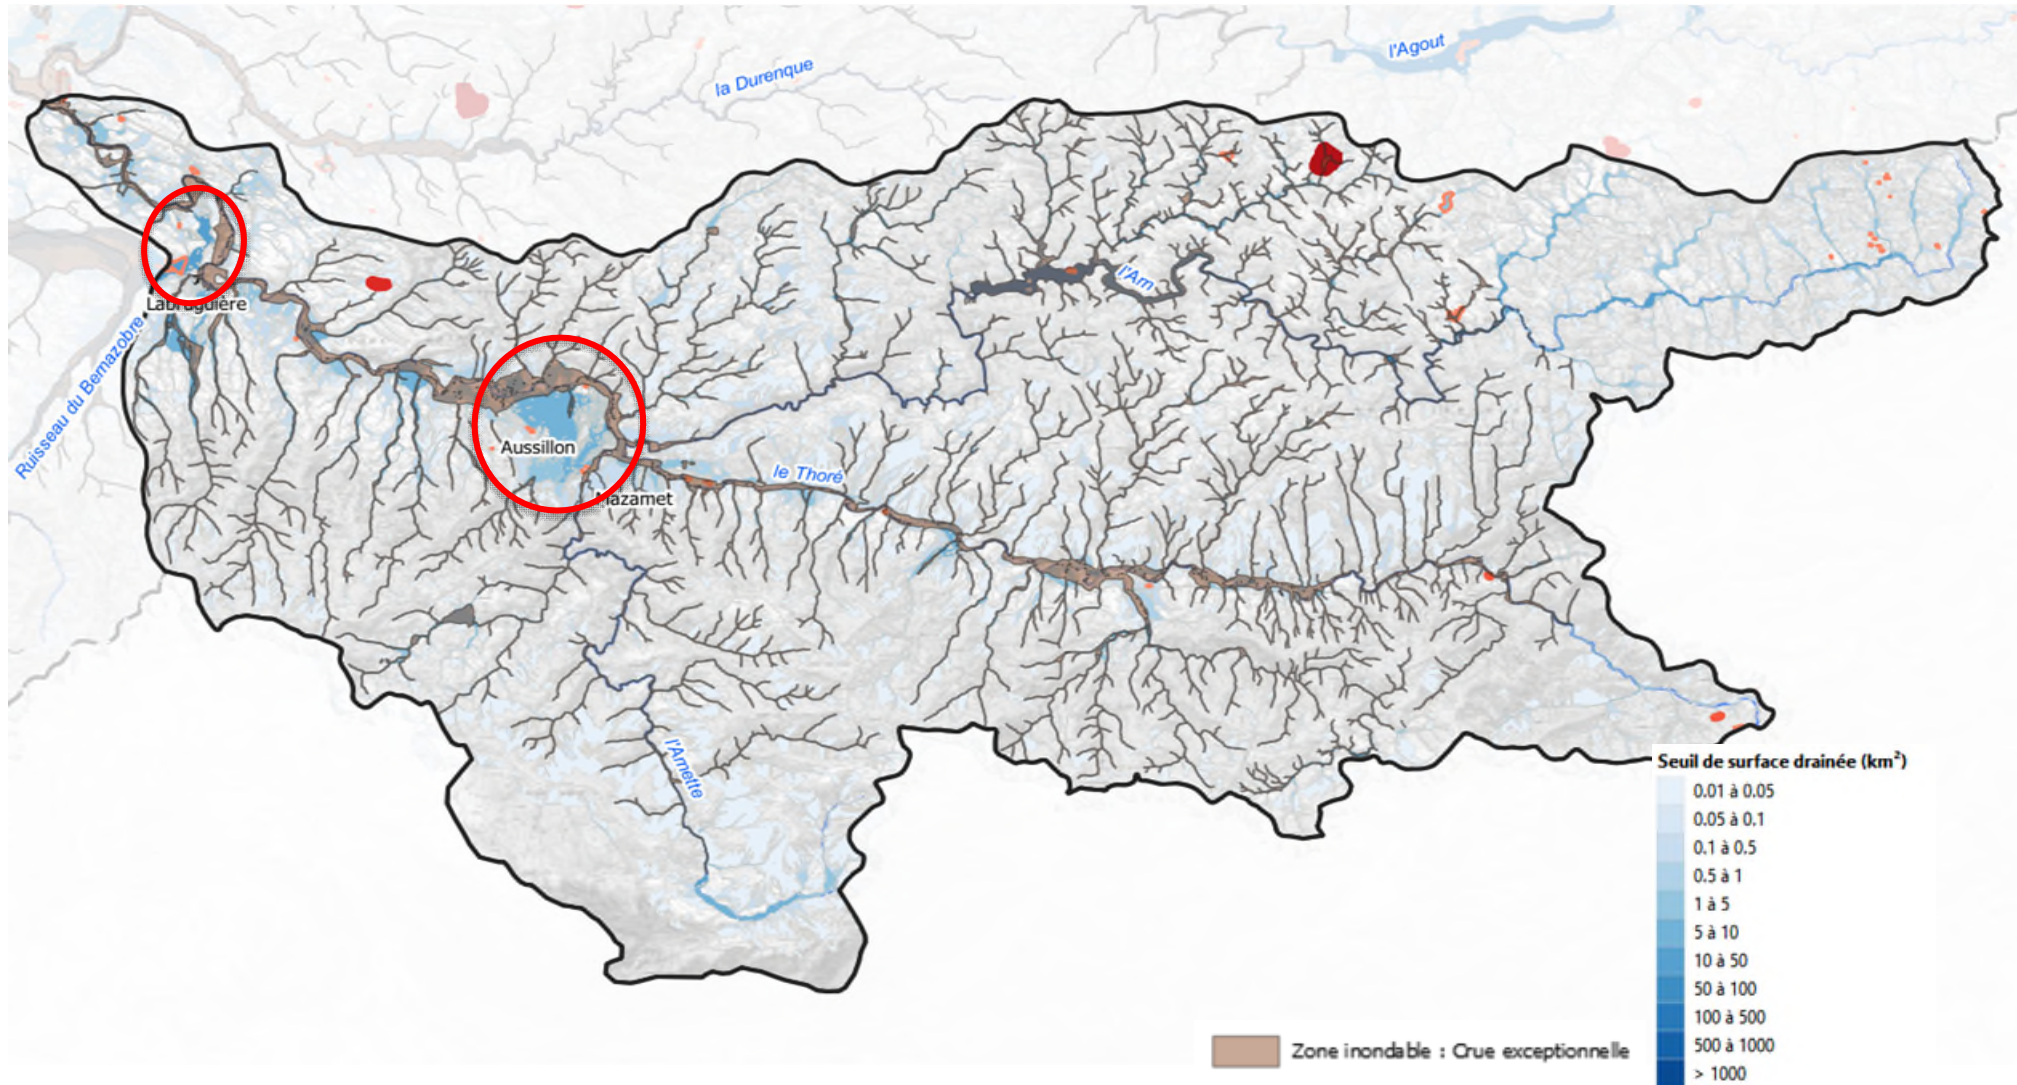 l'Agout
la Durenque
l'Arn
Labruguière
Ruisseau du Bernazobre
Aussillon
le Thoré
Mazamet
l'Arnette
Seuil de surface drainée (km²)
0.01 à 0.05
0.05 à 0.1
0.1 à 0.5
0.5 à 1
1 à 5
5 à 10
10 à 50
50 à 100
100 à 500
500 à 1000
> 1000
Zone inondable : Crue exceptionnelle